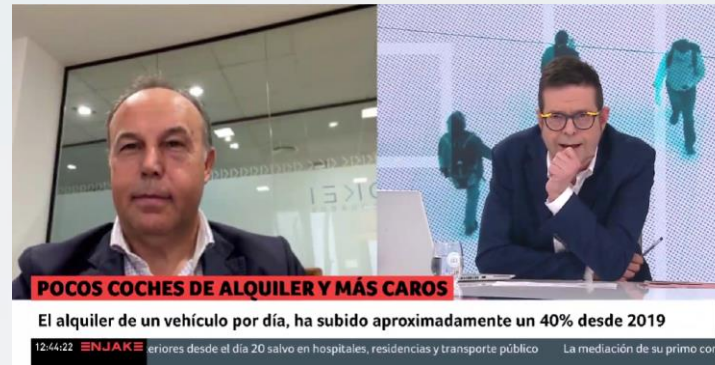 POCOS COCHES DE ALQUILER Y MÁS CAROS
El alquiler de un vehículo por día, ha subido aproximadamente un 40% desde 2019
12:44:22 ENJAKE eriores desde el día 20 salvo en hospitales, residencias y transporte público La mediación de su primo con